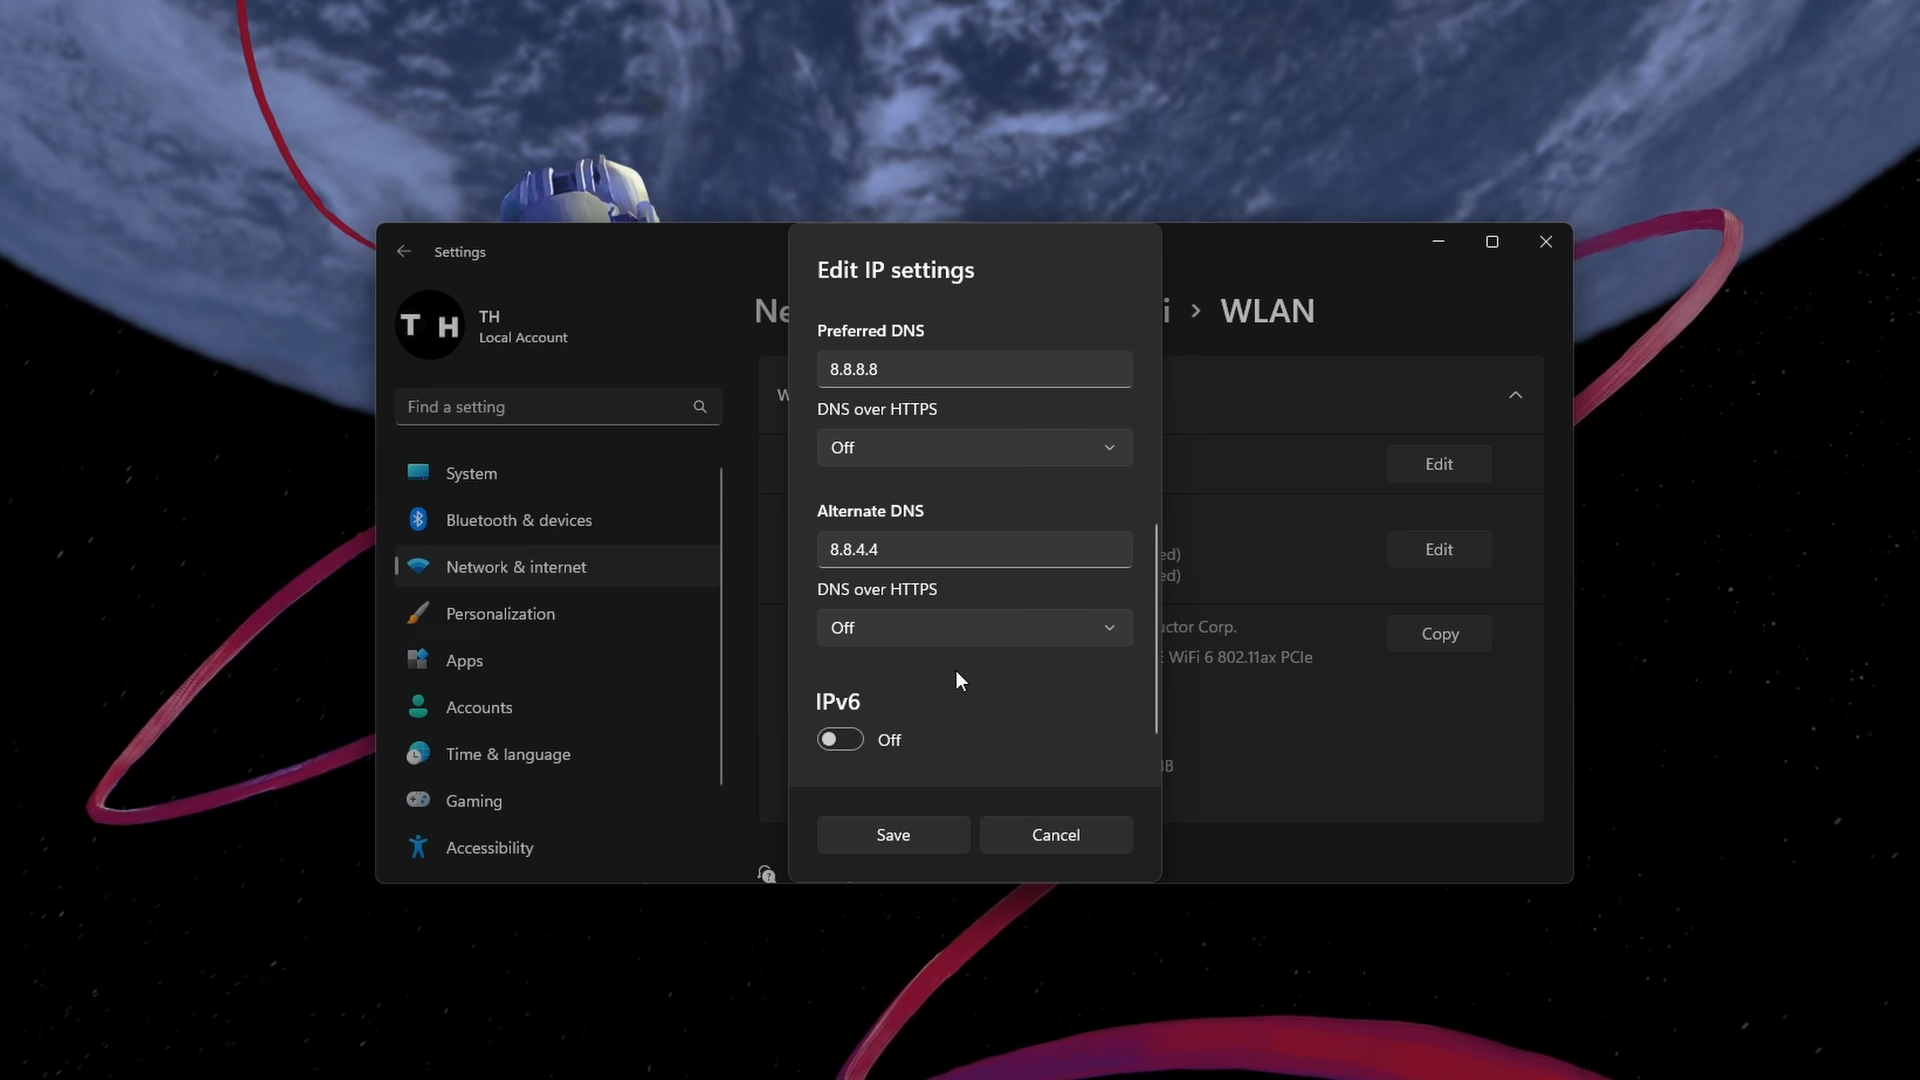 Settings
T H
TH
Local Account
Find a setting
System
Bluetooth & devices
Network & internet
Personalization
Apps
Accounts
Time & language
Gaming
Accessibility
Ne
i › WLAN
W
Edit
ed)
ed)
Edit
uctor Corp.
WiFi 6 802.11ax PCIe
Copy
Edit IP settings
Preferred DNS
8.8.8.8
DNS over HTTPS
Off
Alternate DNS
8.8.4.4
DNS over HTTPS
Off
IPv6
Off
Save
Cancel